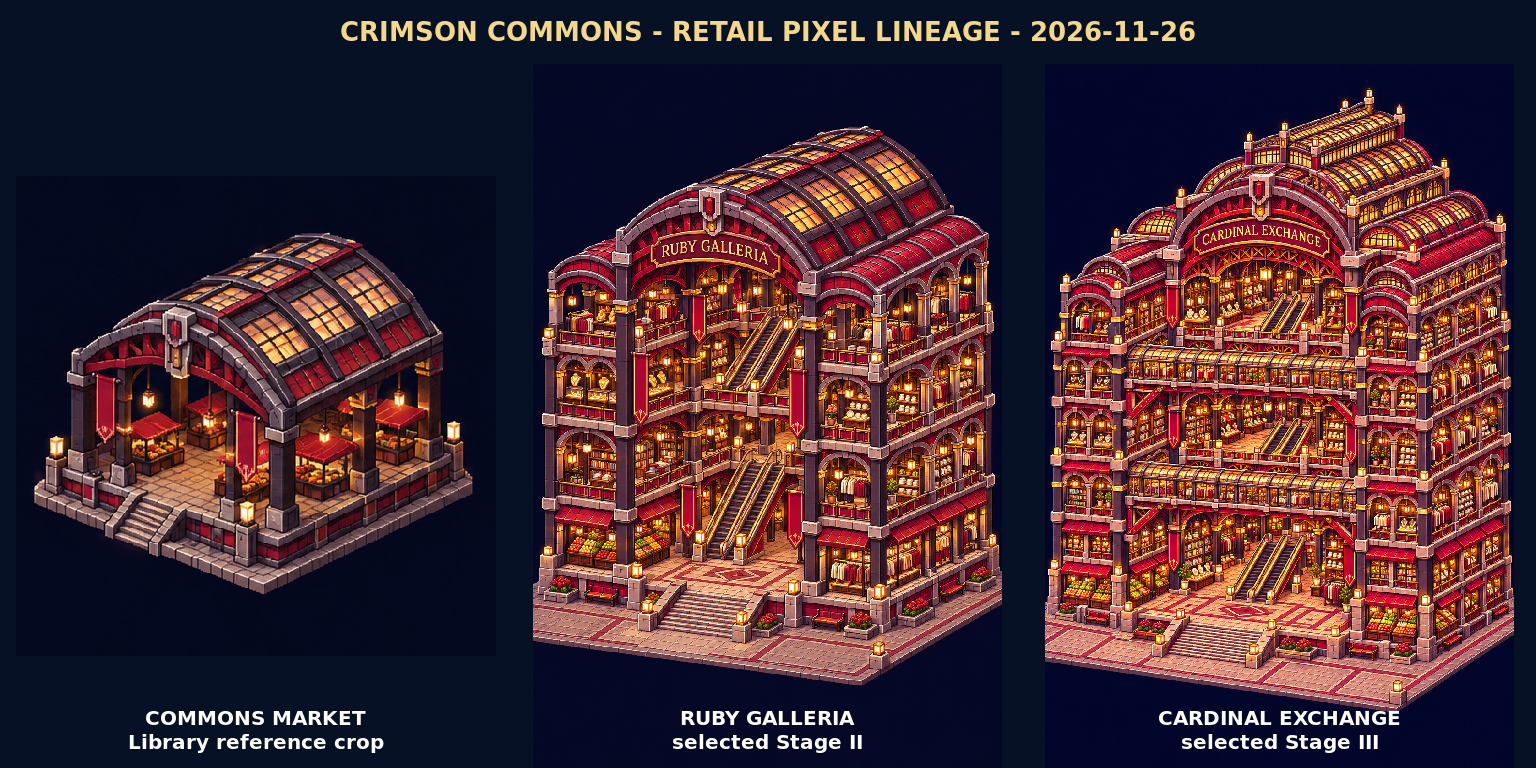 CRIMSON COMMONS - RETAIL PIXEL LINEAGE - 2026-11-26
RUBY GALLERIA
CARDINAL EXCHANGE
COMMONS MARKET
Library reference crop
RUBY GALLERIA
selected Stage II
CARDINAL EXCHANGE
selected Stage III